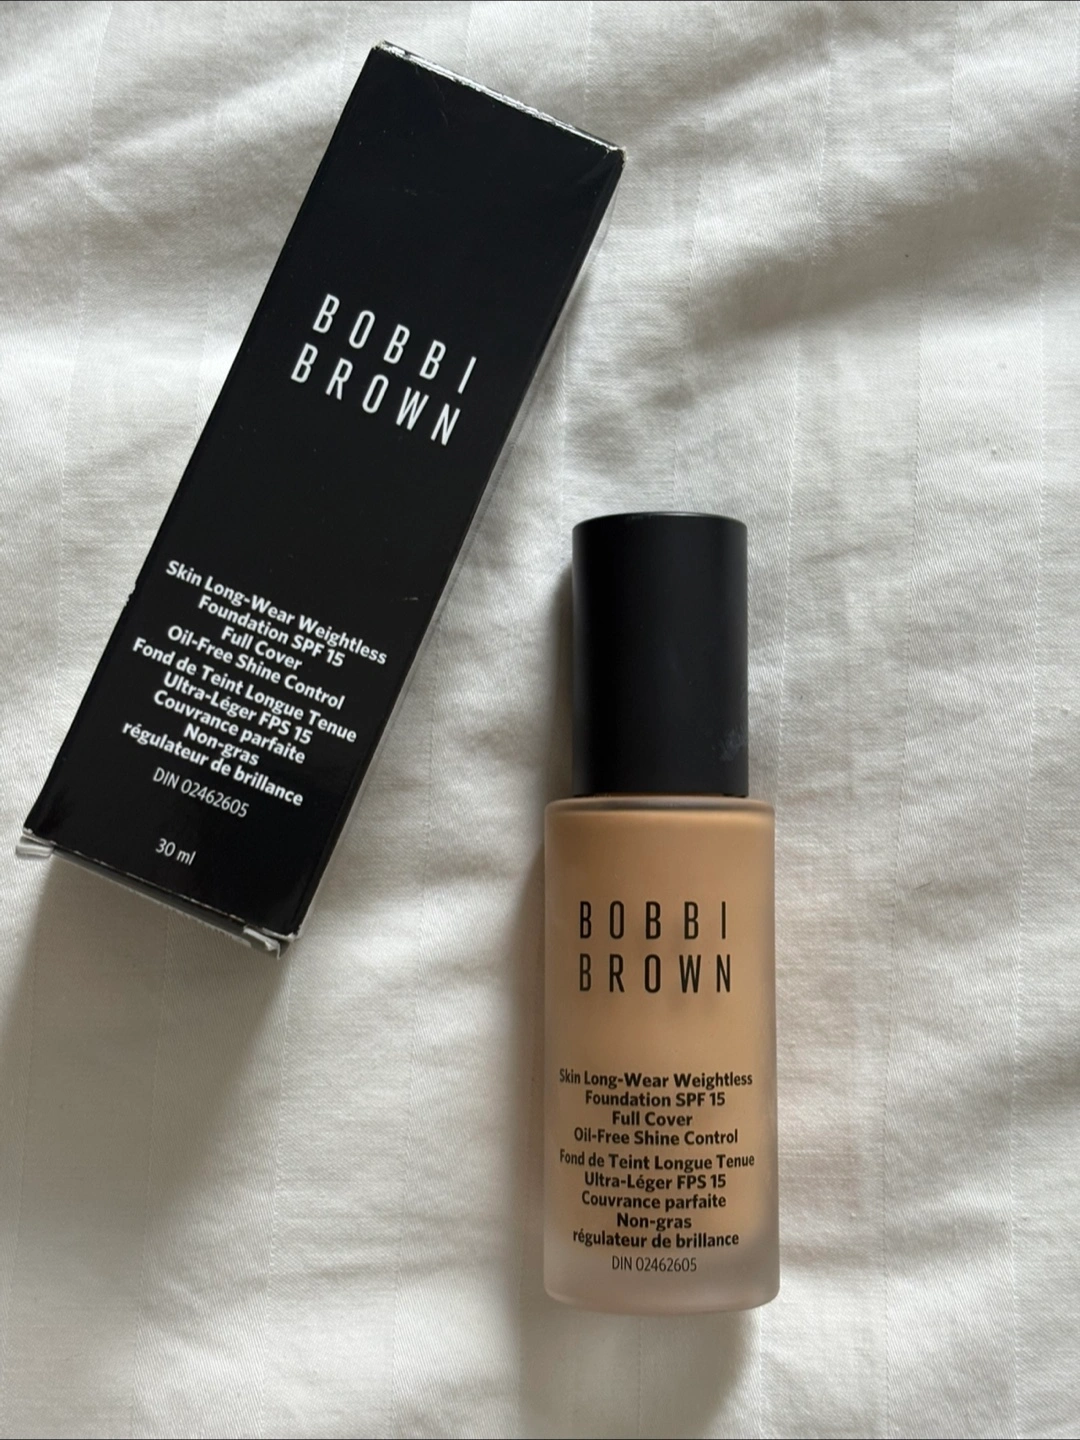 BOBBI
BROWN
Skin Long-Wear Weightless
Foundation SPF 15
Full Cover
Oil-Free Shine Control
Fond de Teint Longue Tenue
Ultra-Léger FPS 15
Couvrance parfaite
Non-gras
régulateur de brillance
DIN 02462605
30 ml
BOBBI
BROWN
Skin Long-Wear Weightless
Foundation SPF 15
Full Cover
Oil-Free Shine Control
Fond de Teint Longue Tenue
Ultra-Léger FPS 15
Couvrance parfaite
Non-gras
régulateur de brillance
DIN 02462605